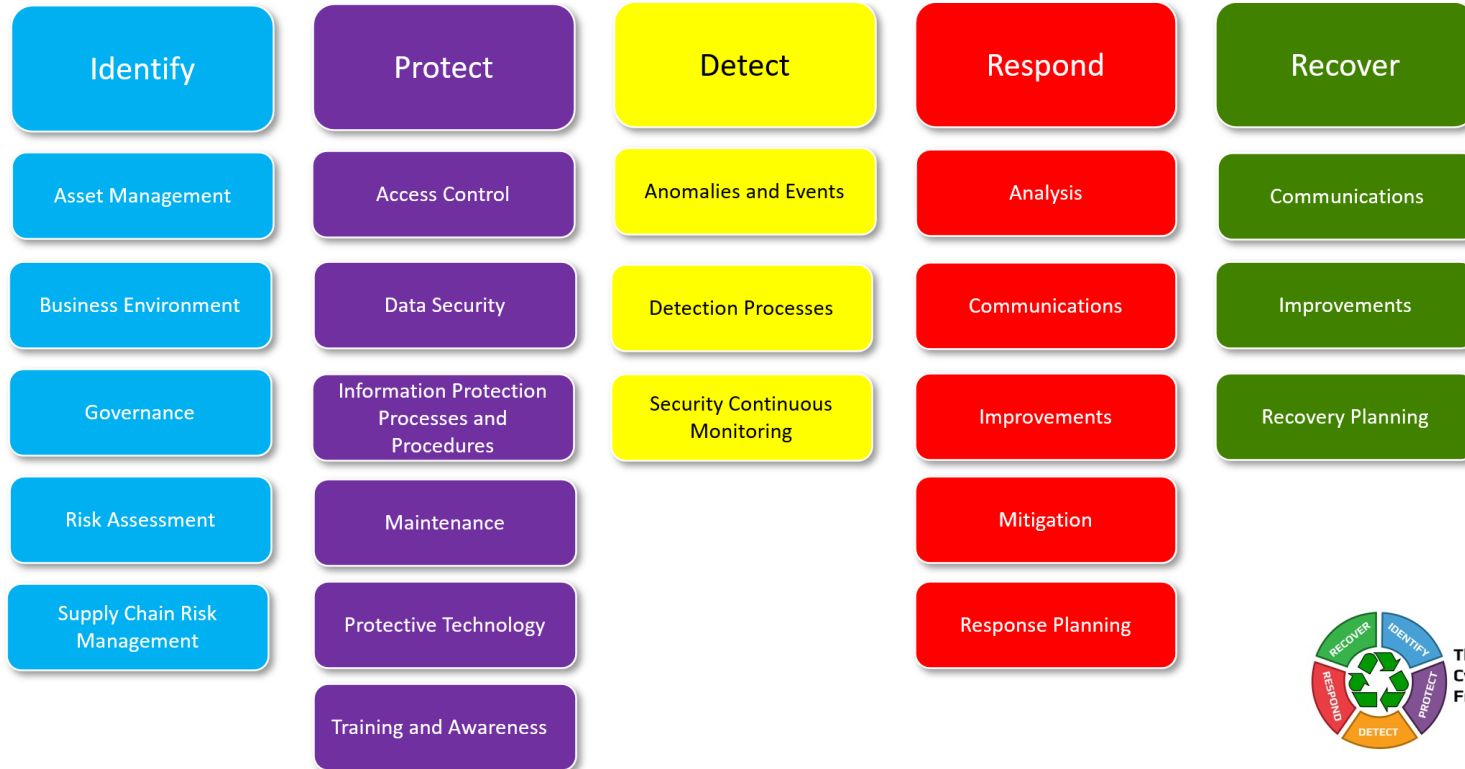 Identify
Asset Management
Business Environment
Governance
Risk Assessment
Supply Chain Risk
Management
Protect
Access Control
Data Security
Information Protection
Processes and
Procedures
Maintenance
Protective Technology
Training and Awareness
Detect
Anomalies and Events
Detection Processes
Security Continuous
Monitoring
Respond
Analysis
Communications
Improvements
Mitigation
Response Planning
Recover
Communications
Improvements
Recovery Planning
RECOVER
IDENTIFY
PROTECT
DETECT
RESPOND